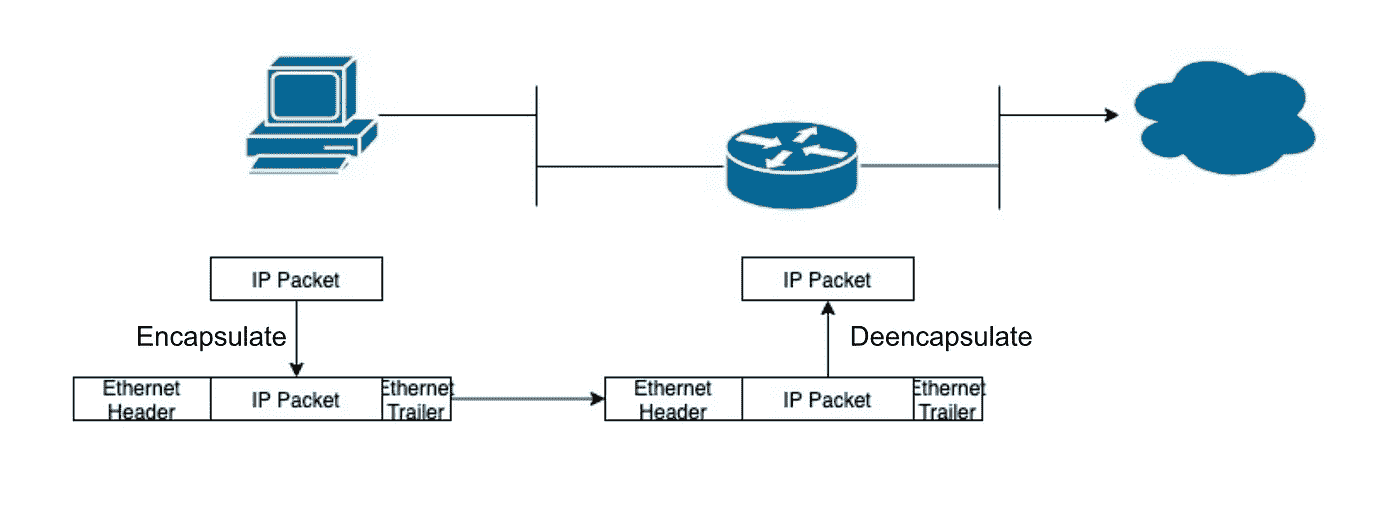 IP Packet
IP Packet
Encapsulate
Deencapsulate
Ethernet
Header
IP Packet
Ethernet
Trailer
Ethernet
Header
IP Packet
Ethernet
Trailer